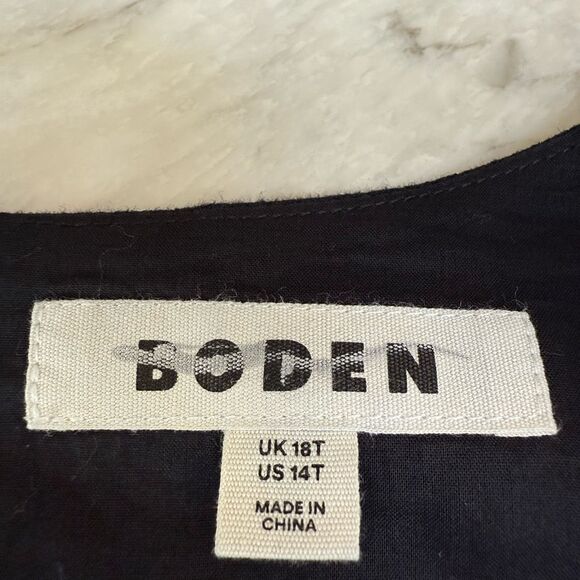 BODEN
UK 18T
US 14T
MADE IN
CHINA